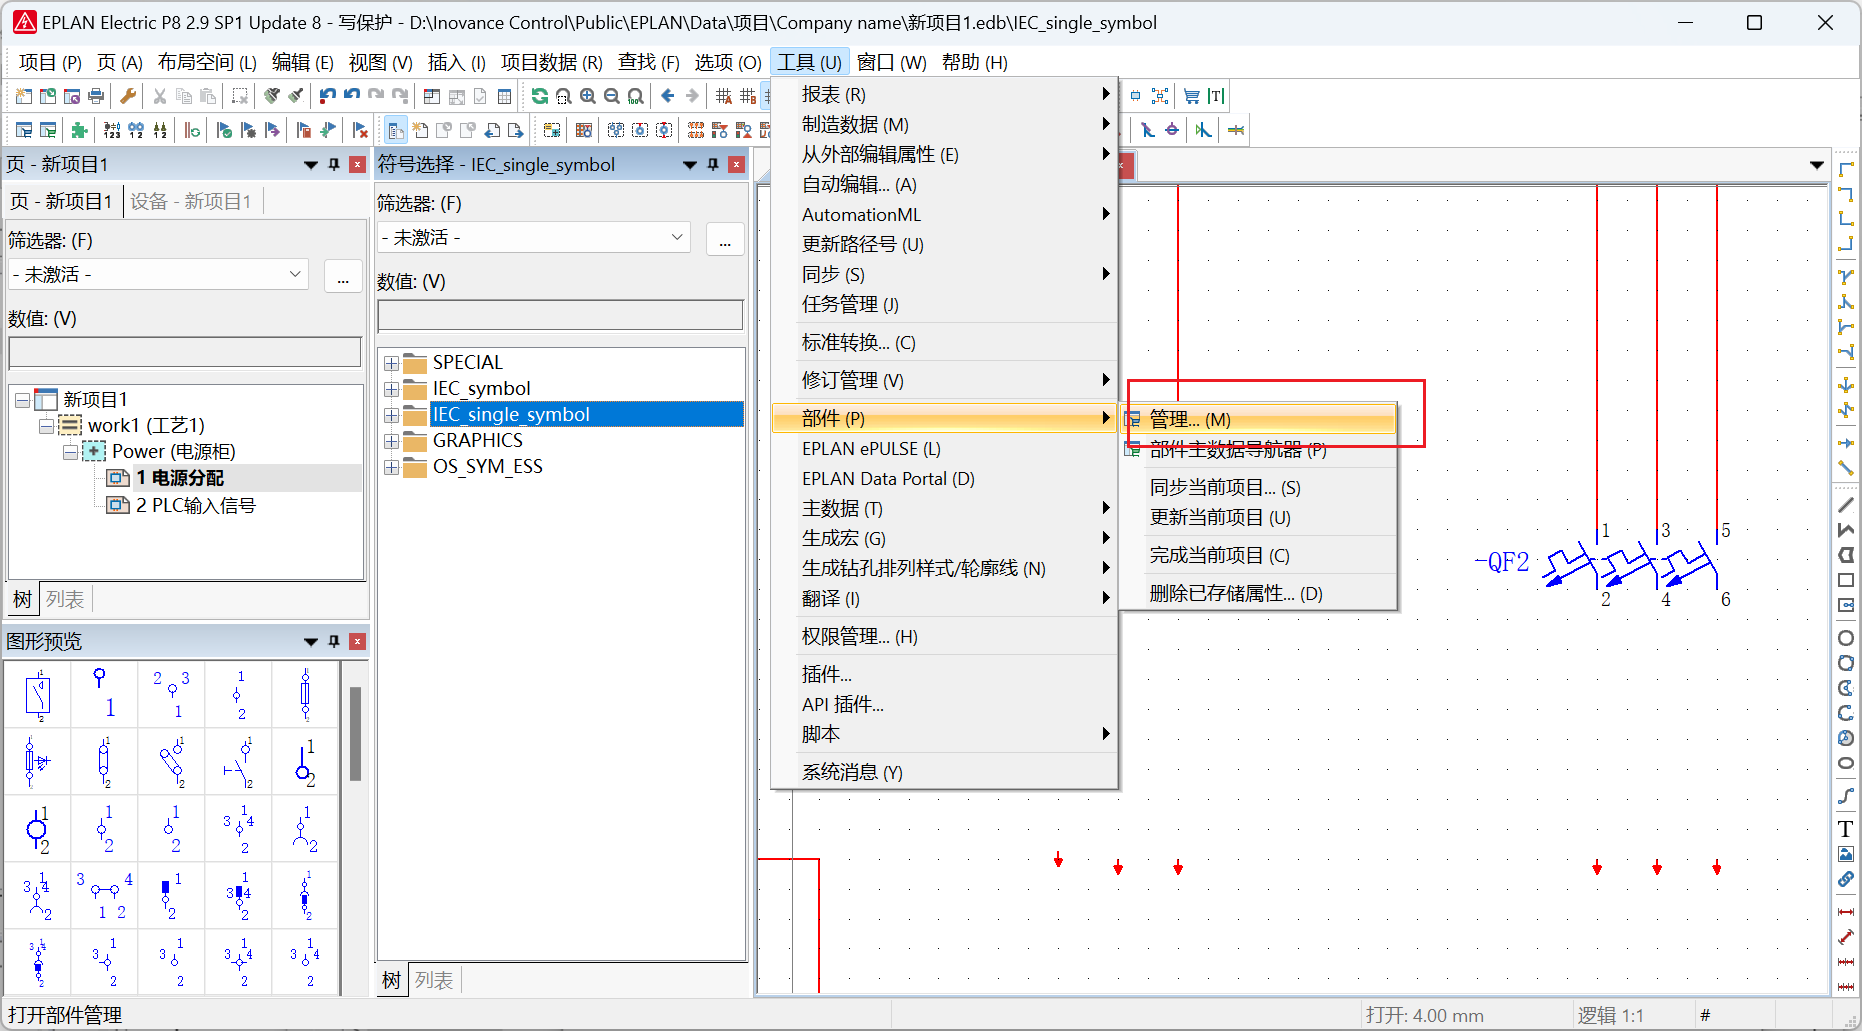 EPLAN Electric P8 2.9 SP1 Update 8 - 写保护 - D:\Inovance Control\Public\EPLAN\Data\项目\Company name\新项目1.edb\IEC_single_symbol
项目 (P) 页 (A) 布局空间 (L) 编辑 (E) 视图 (V) 插入 (I) 项目数据 (R) 查找 (F) 选项 (O) 工具 (U) 窗口 (W) 帮助 (H)
页 - 新项目1
页 - 新项目1 设备 - 新项目1
筛选器: (F)
- 未激活 -
...
数值: (V)
新项目1
work1 (工艺1)
Power (电源柜)
1 电源分配
2 PLC输入信号
树 列表
图形预览
符号选择 - IEC_single_symbol
筛选器: (F)
- 未激活 -
...
数值: (V)
SPECIAL
IEC_symbol
IEC_single_symbol
GRAPHICS
OS_SYM_ESS
树 列表
报表 (R)
制造数据 (M)
从外部编辑属性 (E)
自动编辑... (A)
AutomationML
更新路径号 (U)
同步 (S)
任务管理 (J)
标准转换... (C)
修订管理 (V)
部件 (P)
EPLAN ePULSE (L)
EPLAN Data Portal (D)
主数据 (T)
生成宏 (G)
生成钻孔排列样式/轮廓线 (N)
翻译 (I)
权限管理... (H)
插件...
API 插件...
脚本
系统消息 (Y)
管理... (M)
部件主数据导航器 (P)
同步当前项目... (S)
更新当前项目 (U)
完成当前项目 (C)
删除已存储属性... (D)
1 3 5
-QF2
2 4 6
打开部件管理
打开: 4.00 mm
逻辑 1:1
#